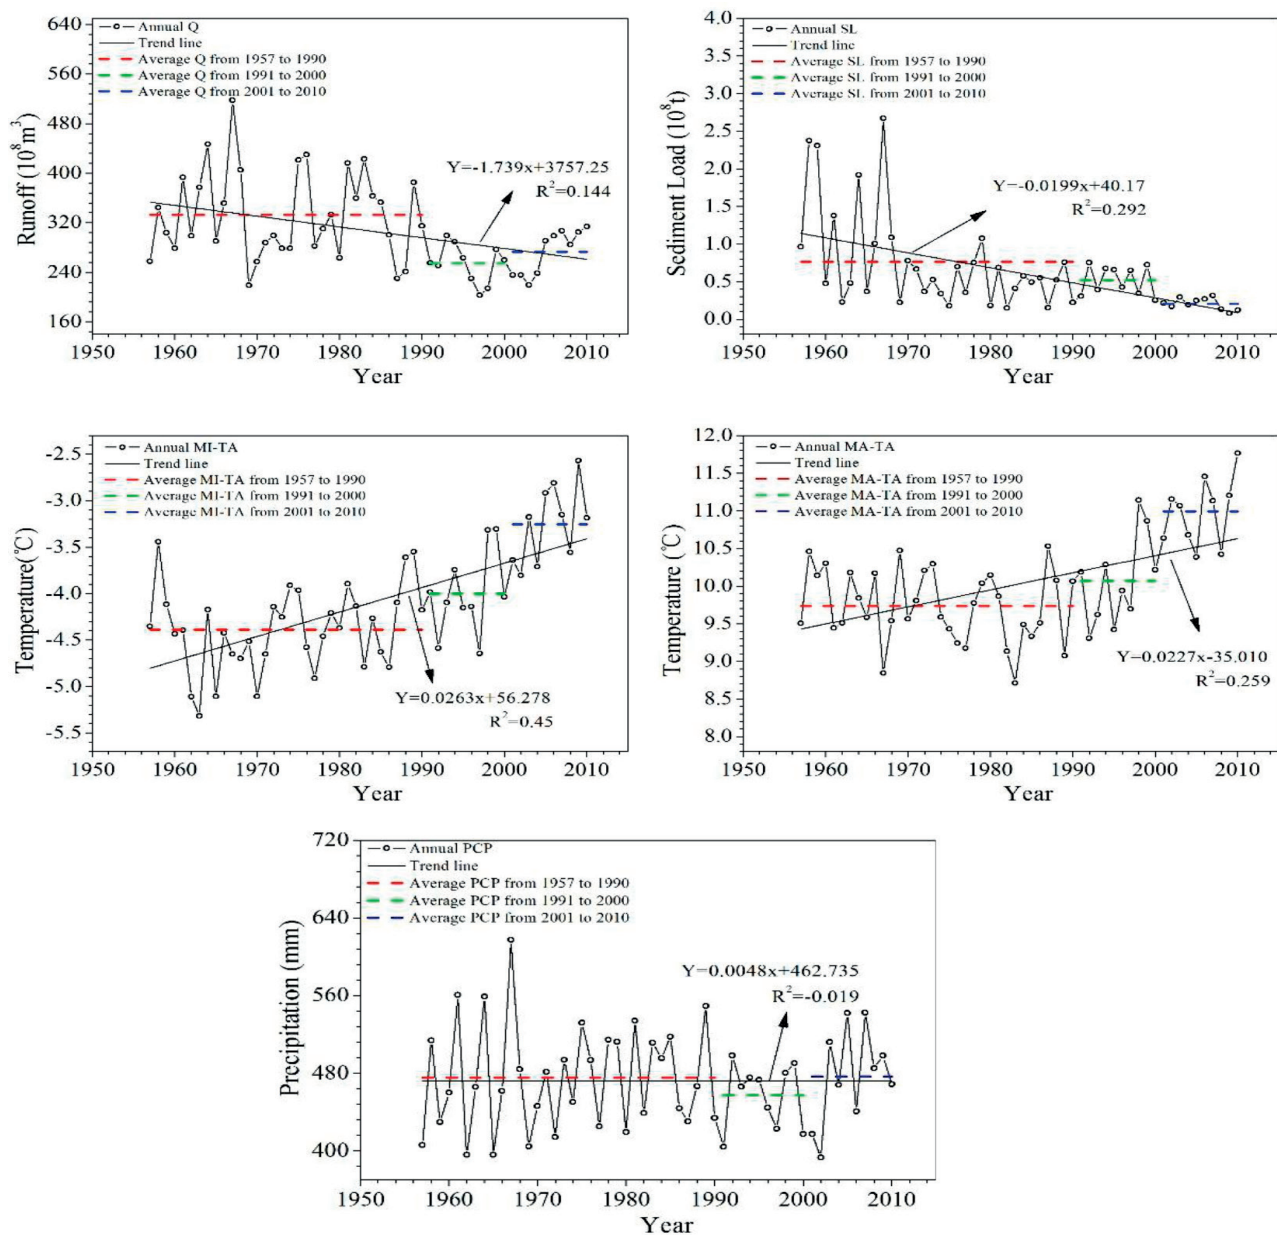 640
560
480
400
320
240
160
Runoff (10⁸m³)
Annual Q
Trend line
Average Q from 1957 to 1990
Average Q from 1991 to 2000
Average Q from 2001 to 2010
Y=-1.739x+3757.25
R²=0.144
1950 1960 1970 1980 1990 2000 2010
Year
4.0
3.5
3.0
2.5
2.0
1.5
1.0
0.5
0.0
Sediment Load (10⁸t)
Annual SL
Trend line
Average SL from 1957 to 1990
Average SL from 1991 to 2000
Average SL from 2001 to 2010
Y=-0.0199x+40.17
R²=0.292
1950 1960 1970 1980 1990 2000 2010
Year
-2.5
-3.0
-3.5
-4.0
-4.5
-5.0
-5.5
Temperature(℃)
Annual MI-TA
Trend line
Average MI-TA from 1957 to 1990
Average MI-TA from 1991 to 2000
Average MI-TA from 2001 to 2010
Y=0.0263x+56.278
R²=0.45
1950 1960 1970 1980 1990 2000 2010
Year
12.0
11.5
11.0
10.5
10.0
9.5
9.0
8.5
8.0
Temperature (℃)
Annual MA-TA
Trend line
Average MA-TA from 1957 to 1990
Average MA-TA from 1991 to 2000
Average MA-TA from 2001 to 2010
Y=0.0227x-35.010
R²=0.259
1950 1960 1970 1980 1990 2000 2010
Year
720
640
560
480
400
Precipitation (mm)
Annual PCP
Trend line
Average PCP from 1957 to 1990
Average PCP from 1991 to 2000
Average PCP from 2001 to 2010
Y=0.0048x+462.735
R²=-0.019
1950 1960 1970 1980 1990 2000 2010
Year